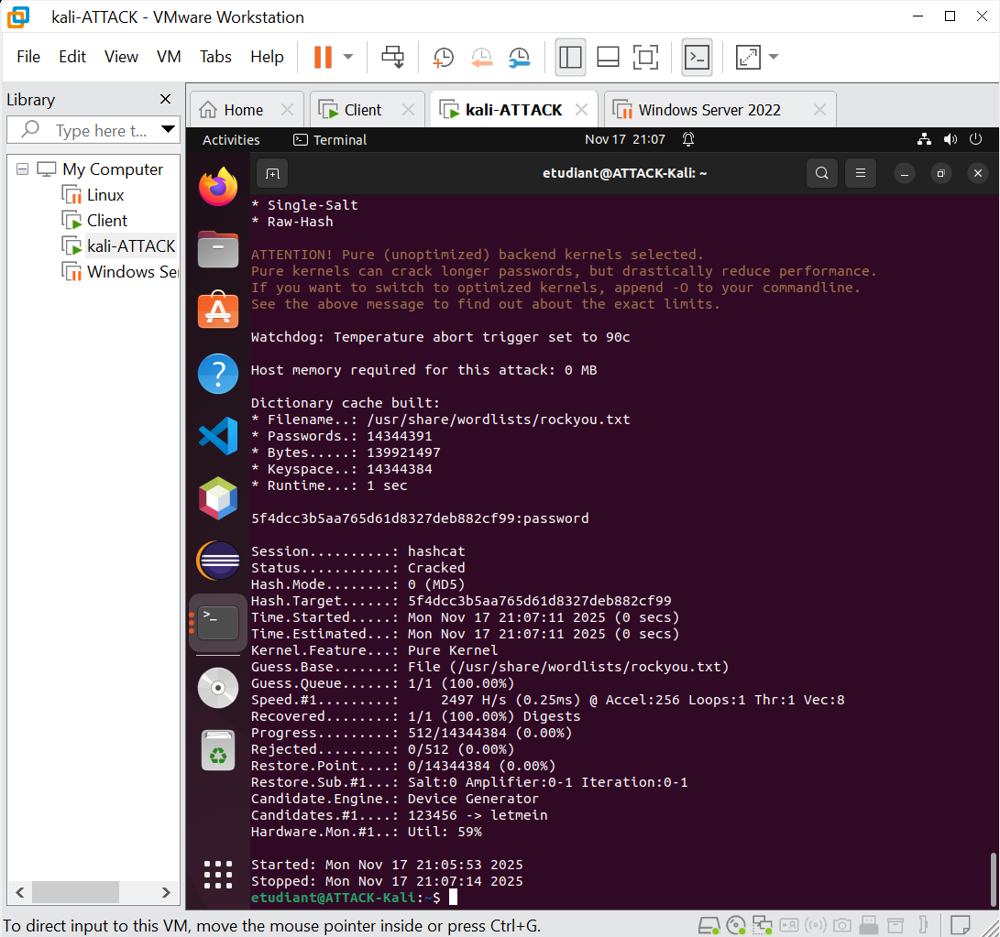 kali-ATTACK - VMware Workstation
File Edit View VM Tabs Help
Library
Type here t...
My Computer
Linux
Client
kali-ATTACK
Windows Se
Home
Client
kali-ATTACK
Windows Server 2022
Activities
Terminal
Nov 17 21:07
etudiant@ATTACK-Kali: ~
* Single-Salt
* Raw-Hash
ATTENTION! Pure (unoptimized) backend kernels selected.
Pure kernels can crack longer passwords, but drastically reduce performance.
If you want to switch to optimized kernels, append -O to your commandline.
See the above message to find out about the exact limits.
Watchdog: Temperature abort trigger set to 90c
Host memory required for this attack: 0 MB
Dictionary cache built:
* Filename..: /usr/share/wordlists/rockyou.txt
* Passwords.: 14344391
* Bytes.....: 139921497
* Keyspace..: 14344384
* Runtime...: 1 sec
5f4dcc3b5aa765d61d8327deb882cf99:password
Session..........: hashcat
Status...........: Cracked
Hash.Mode........: 0 (MD5)
Hash.Target......: 5f4dcc3b5aa765d61d8327deb882cf99
Time.Started.....: Mon Nov 17 21:07:11 2025 (0 secs)
Time.Estimated...: Mon Nov 17 21:07:11 2025 (0 secs)
Kernel.Feature...: Pure Kernel
Guess.Base.......: File (/usr/share/wordlists/rockyou.txt)
Guess.Queue......: 1/1 (100.00%)
Speed.#1.........:     2497 H/s (0.25ms) @ Accel:256 Loops:1 Thr:1 Vec:8
Recovered........: 1/1 (100.00%) Digests
Progress.........: 512/14344384 (0.00%)
Rejected.........: 0/512 (0.00%)
Restore.Point....: 0/14344384 (0.00%)
Restore.Sub.#1...: Salt:0 Amplifier:0-1 Iteration:0-1
Candidate.Engine.: Device Generator
Candidates.#1....: 123456 -> letmein
Hardware.Mon.#1..: Util: 59%
Started: Mon Nov 17 21:05:53 2025
Stopped: Mon Nov 17 21:07:14 2025
etudiant@ATTACK-Kali:~$
To direct input to this VM, move the mouse pointer inside or press Ctrl+G.